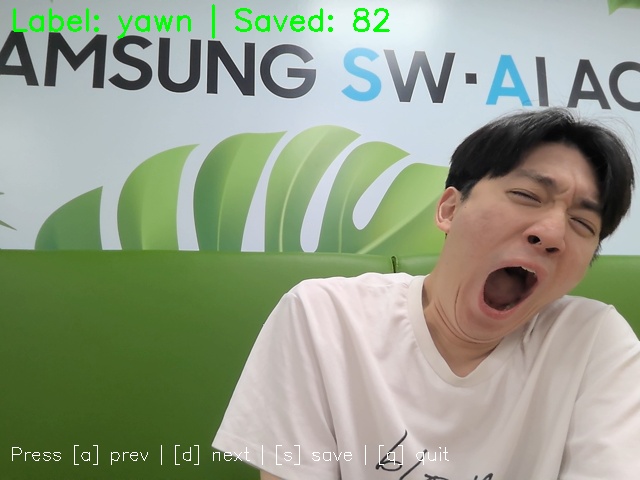 Label: yawn | Saved: 82
AMSUNG SW·AI AC
Press [a] prev | [d] next | [s] save | [q] quit